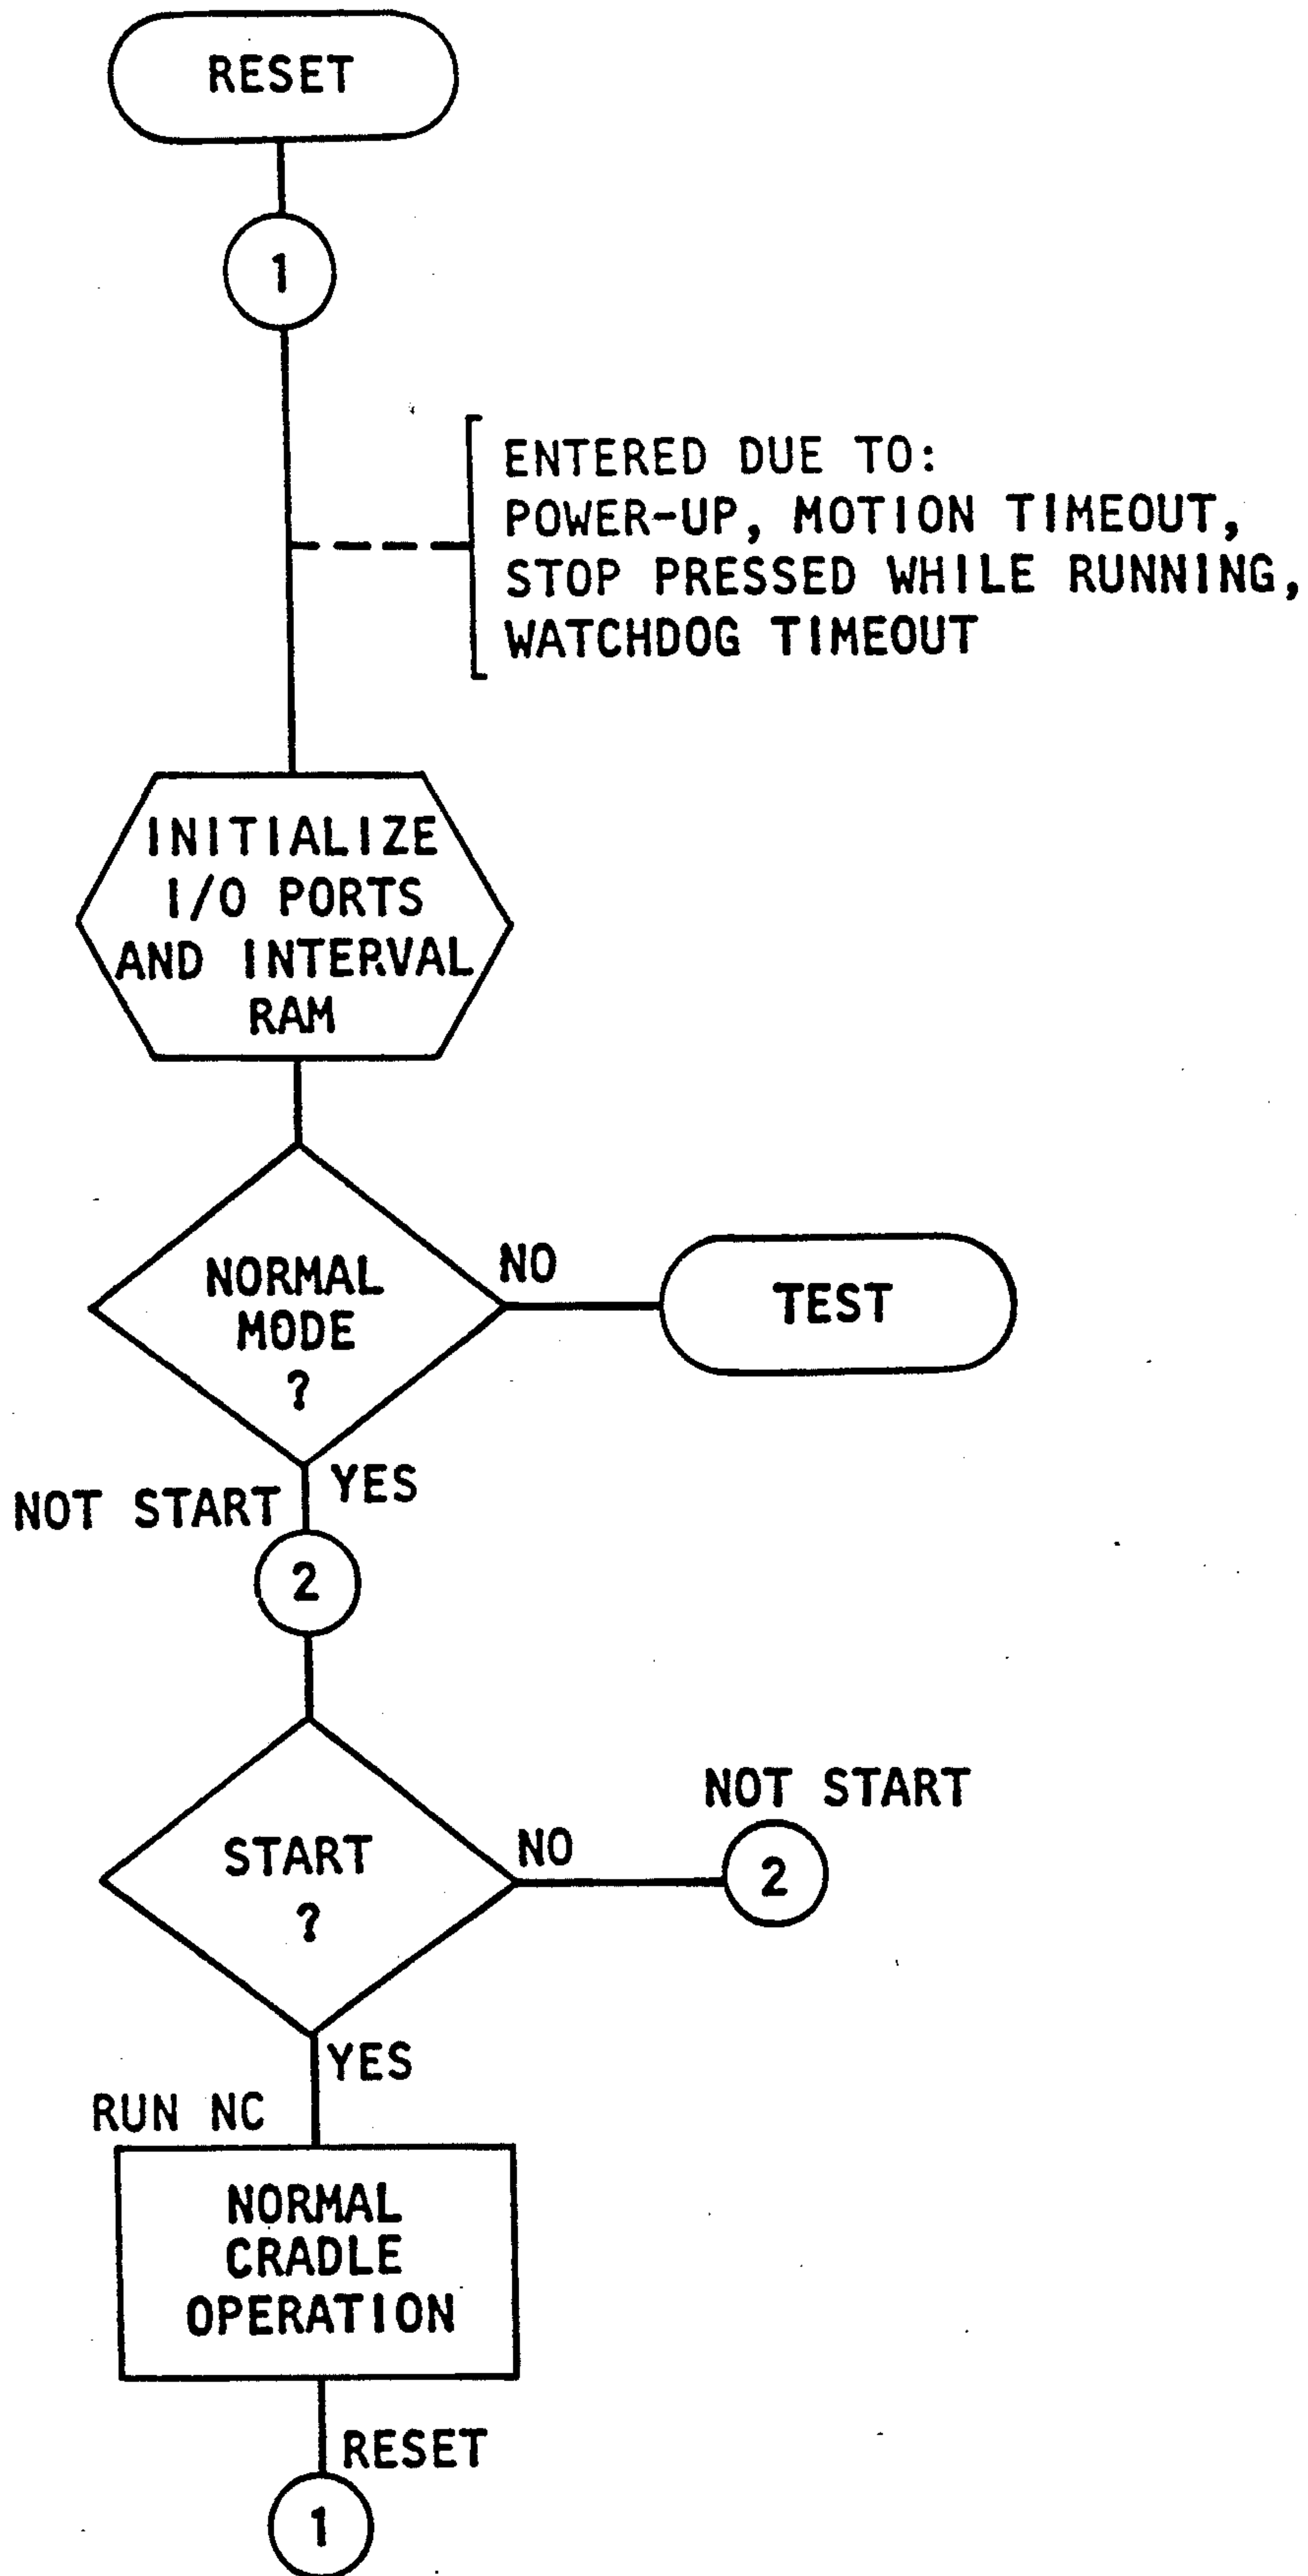 RESET
1
ENTERED DUE TO:
POWER-UP, MOTION TIMEOUT,
STOP PRESSED WHILE RUNNING,
WATCHDOG TIMEOUT
INITIALIZE
I/O PORTS
AND INTERVAL
RAM
NORMAL
MODE
?
NO
TEST
YES
NOT START
2
START
?
NO
NOT START
2
YES
RUN NC
NORMAL
CRADLE
OPERATION
RESET
1